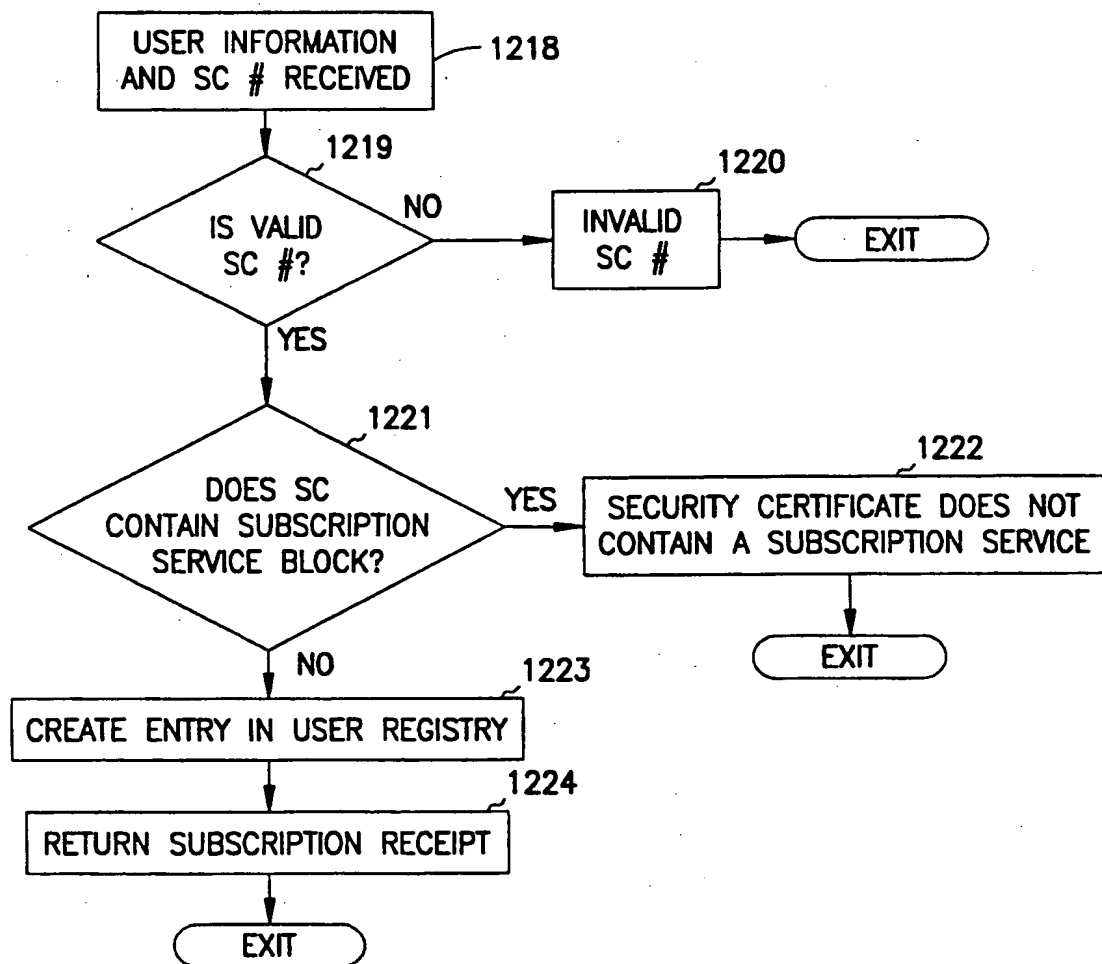 USER INFORMATION
AND SC # RECEIVED
1218
1219
IS VALID
SC #?
NO
1220
INVALID
SC #
EXIT
YES
1221
DOES SC
CONTAIN SUBSCRIPTION
SERVICE BLOCK?
YES
1222
SECURITY CERTIFICATE DOES NOT
CONTAIN A SUBSCRIPTION SERVICE
EXIT
NO
1223
CREATE ENTRY IN USER REGISTRY
1224
RETURN SUBSCRIPTION RECEIPT
EXIT